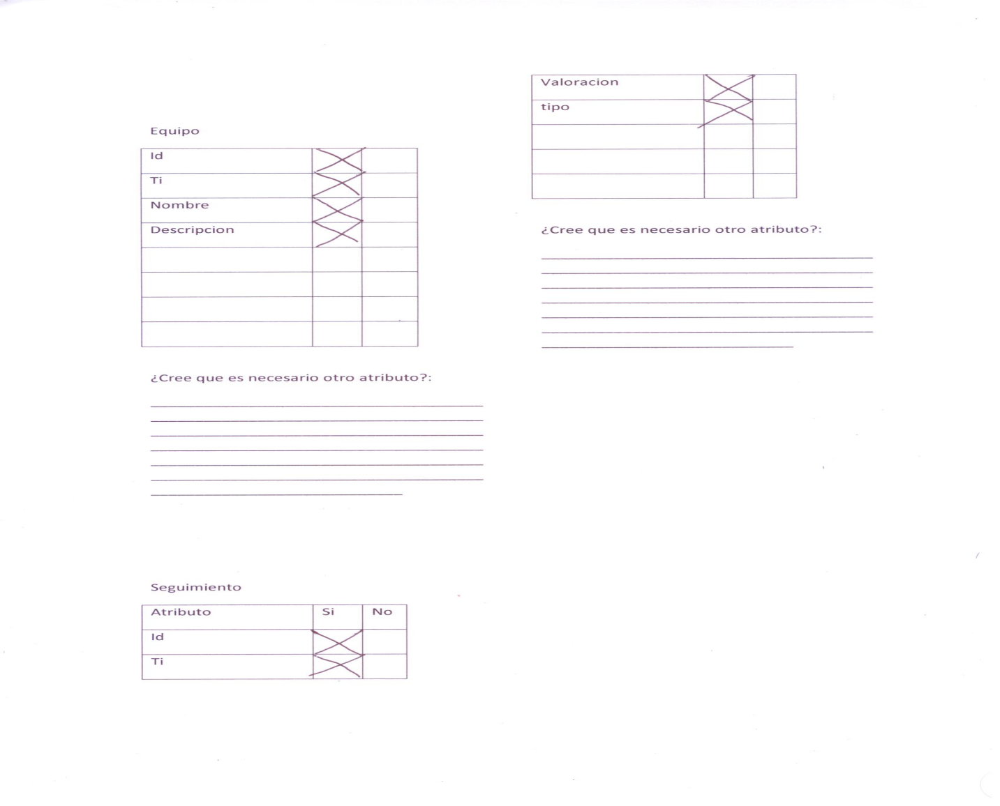 Equipo
Id
Ti
Nombre
Descripcion
¿Cree que es necesario otro atributo?:
Seguimiento
Atributo Si No
Id
Ti
Valoracion
tipo
¿Cree que es necesario otro atributo?: